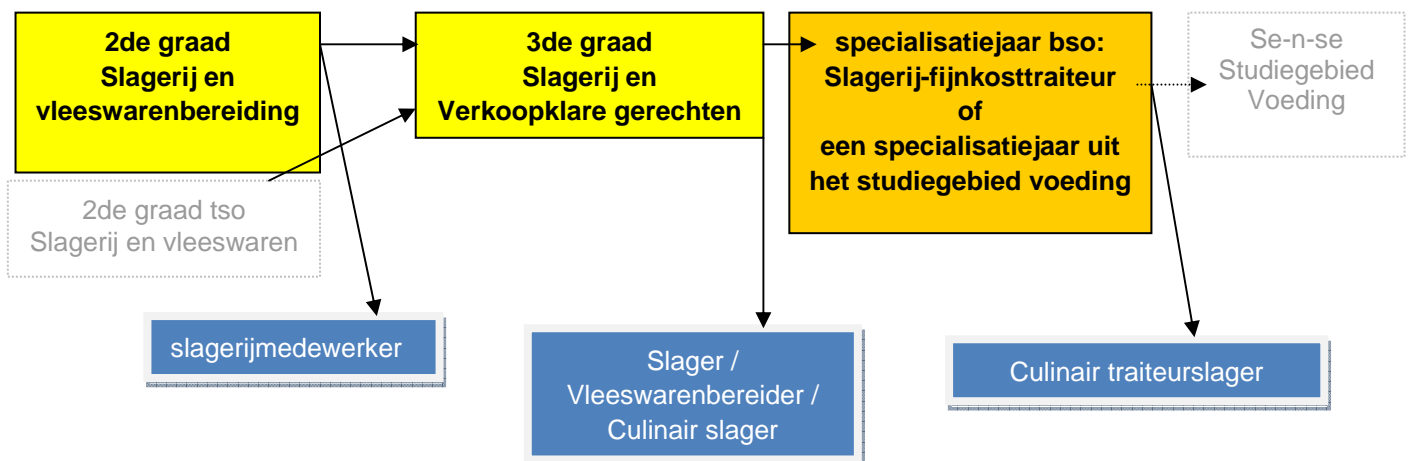 2de graad
Slagerij en
vleeswarenbereiding
3de graad
Slagerij en
Verkoopklare gerechten
specialisatiejaar bso:
Slagerij-fijnkosttraiteur
of
een specialisatiejaar uit
het studiegebied voeding
Se-n-se
Studiegebied
Voeding
2de graad tso
Slagerij en vleeswaren
slagerijmedewerker
Slager /
Vleeswarenbereider /
Culinair slager
Culinair traiteurslager